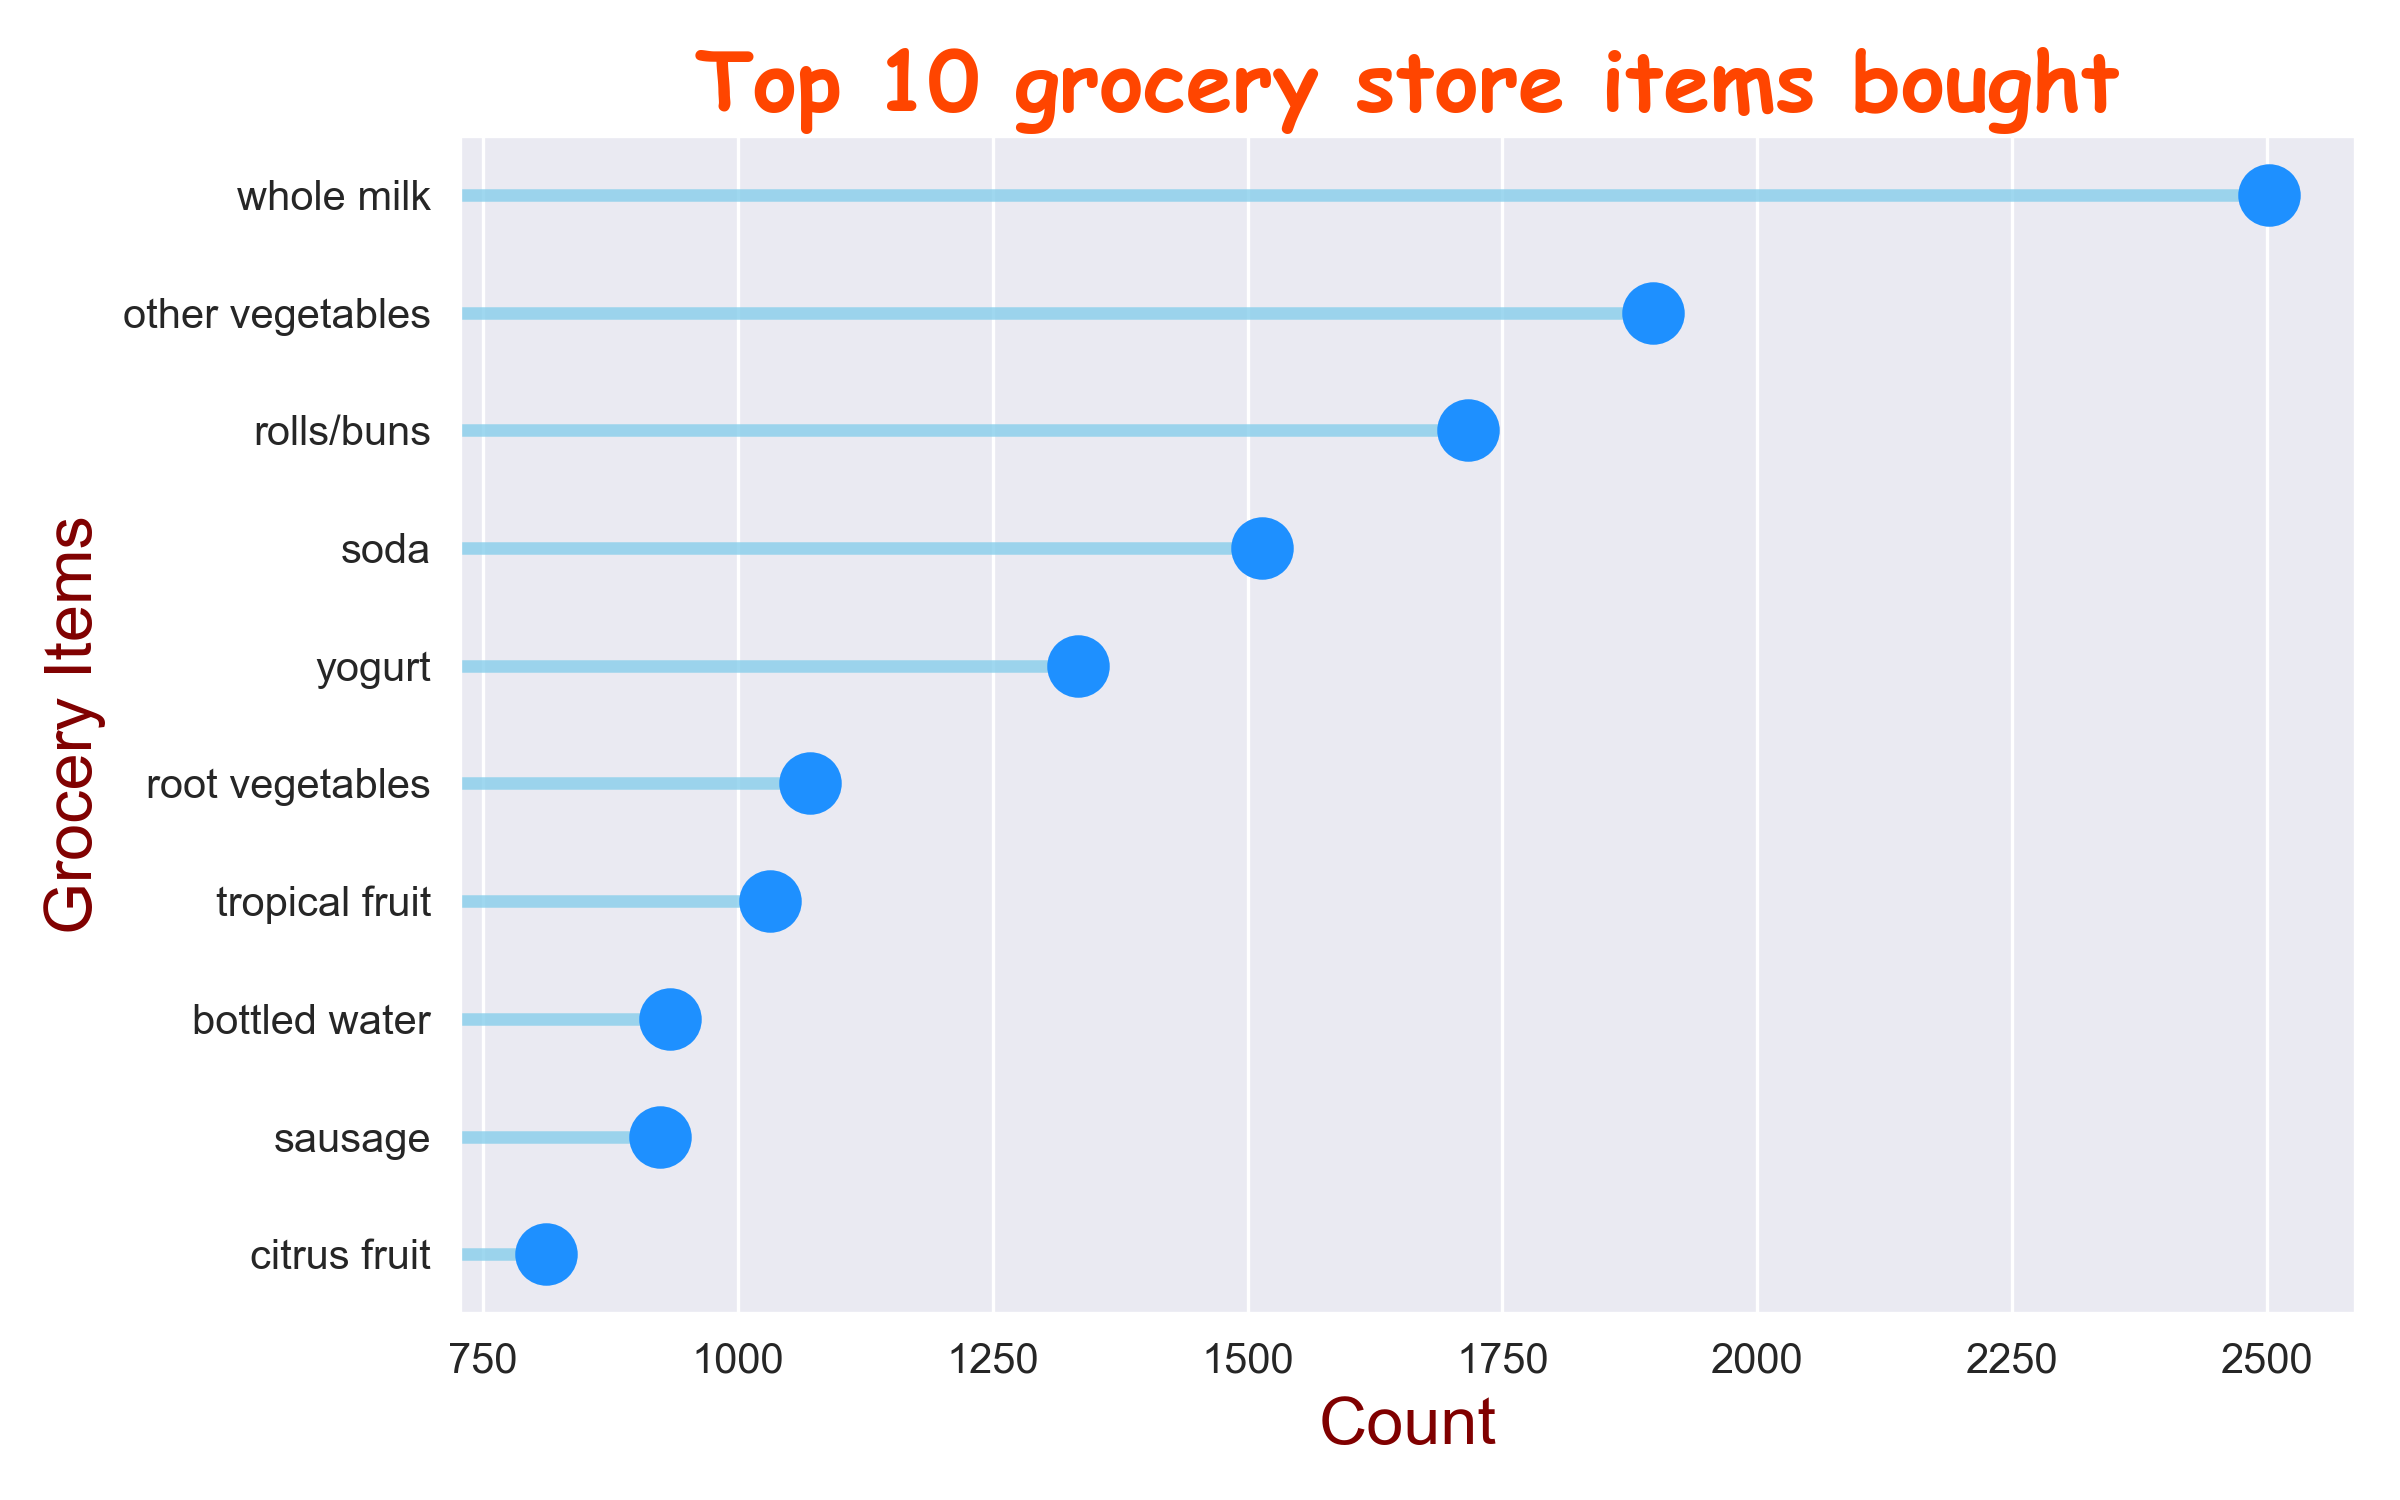 Top 10 grocery store items bought
whole milk
other vegetables
rolls/buns
soda
yogurt
root vegetables
tropical fruit
bottled water
sausage
citrus fruit
Grocery Items
750 1000 1250 1500 1750 2000 2250 2500
Count